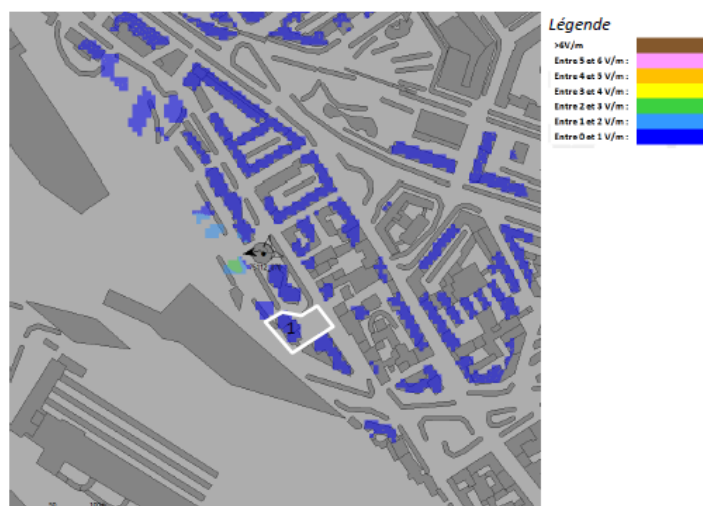 Légende
>6V/m
Entre 5 et 6 V/m :
Entre 4 et 5 V/m :
Entre 3 et 4 V/m :
Entre 2 et 3 V/m :
Entre 1 et 2 V/m :
Entre 0 et 1 V/m :
1